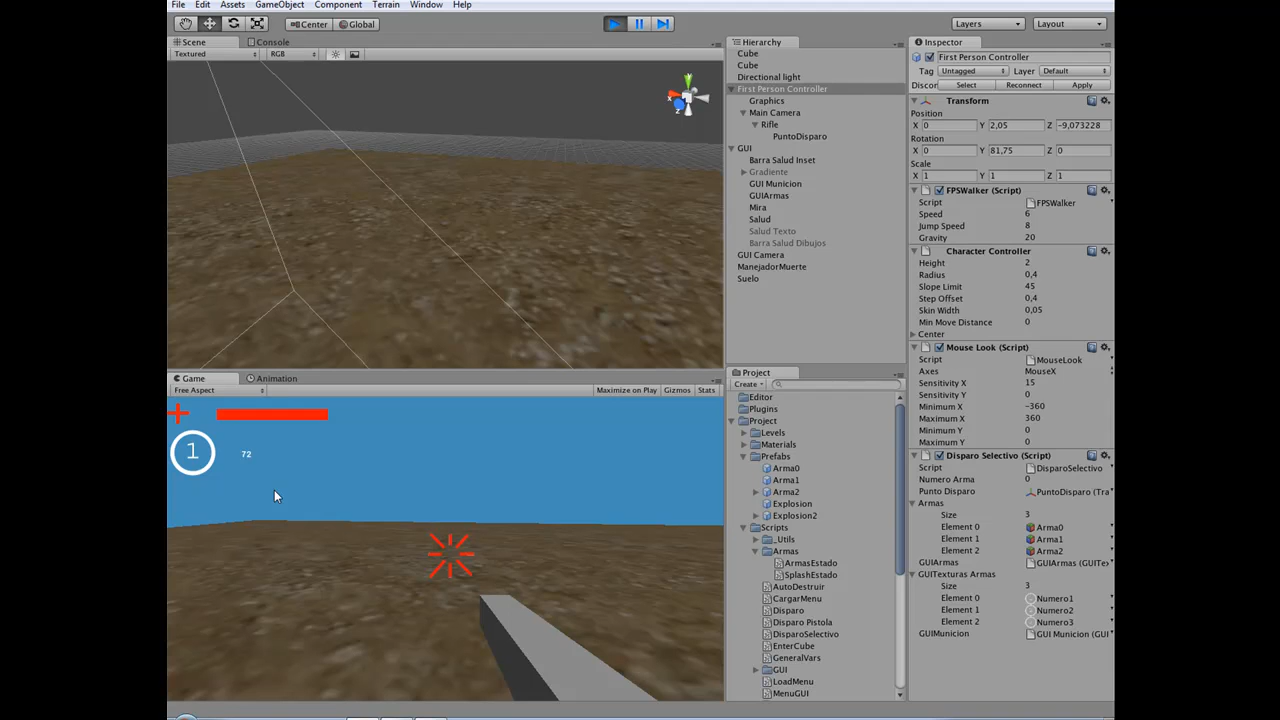 File Edit Assets GameObject Component Terrain Window Help
Center Global Layers Layout
Scene Console
Textured RGB
Y X Z
Game Animation
Free Aspect Maximize on Play Gizmos Stats
1 72
Hierarchy
Cube
Cube
Directional light
First Person Controller
Graphics
Main Camera
Rifle
PuntoDisparo
GUI
Barra Salud Inset
Gradiente
GUI Municion
GUIArmas
Mira
Salud
Salud Texto
Barra Salud Dibujos
GUI Camera
ManejadorMuerte
Suelo
Project
Create
Editor
Plugins
Project
Levels
Materials
Prefabs
Arma0
Arma1
Arma2
Explosion
Explosion2
Scripts
_Utils
Armas
ArmasEstado
SplashEstado
AutoDestruir
CargarMenu
Disparo
Disparo Pistola
DisparoSelectivo
EnterCube
GeneralVars
GUI
LoadMenu
MenuGUI
Inspector
First Person Controller
Tag Untagged Layer Default
Discor Select Reconnect Apply
Transform
Position
X 0 Y 2,05 Z -9,073228
Rotation
X 0 Y 81,75 Z 0
Scale
X 1 Y 1 Z 1
FPSWalker (Script)
Script FPSWalker
Speed 6
Jump Speed 8
Gravity 20
Character Controller
Height 2
Radius 0,4
Slope Limit 45
Step Offset 0,4
Skin Width 0,05
Min Move Distance 0
Center
Mouse Look (Script)
Script MouseLook
Axes MouseX
Sensitivity X 15
Sensitivity Y 0
Minimum X -360
Maximum X 360
Minimum Y 0
Maximum Y 0
Disparo Selectivo (Script)
Script DisparoSelectivo
Numero Arma 0
Punto Disparo PuntoDisparo (Tra
Armas
Size 3
Element 0 Arma0
Element 1 Arma1
Element 2 Arma2
GUIArmas GUIArmas (GUITex
GUITexturas Armas
Size 3
Element 0 Numero1
Element 1 Numero2
Element 2 Numero3
GUIMunicion GUI Municion (GUI